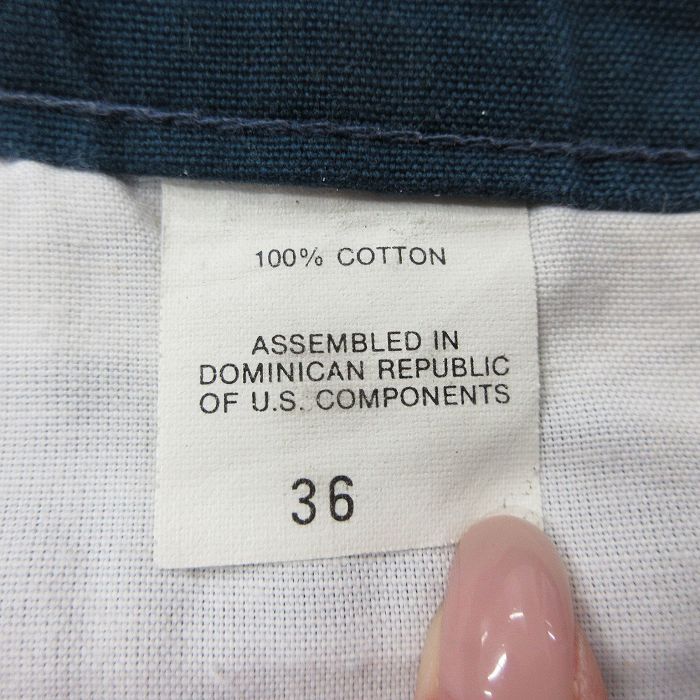 100% COTTON
ASSEMBLED IN
DOMINICAN REPUBLIC
OF U.S. COMPONENTS
36